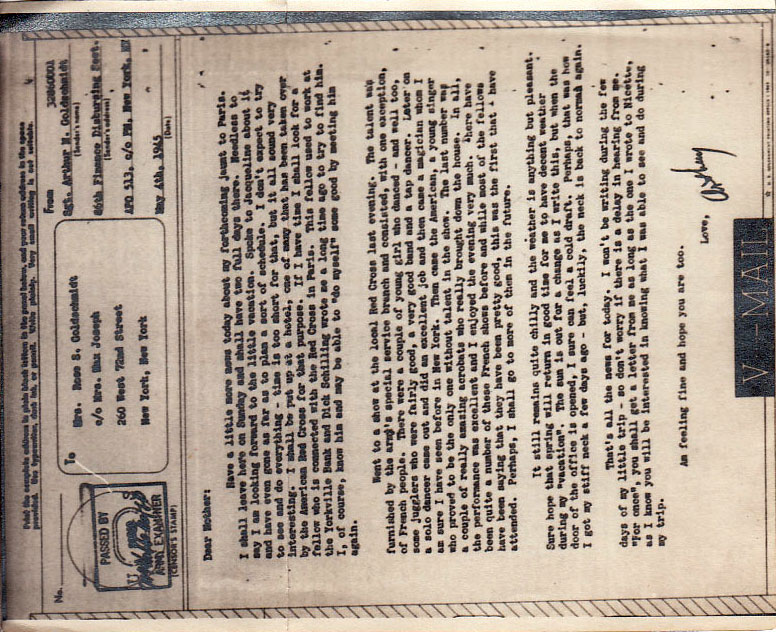 Print the complete address in plain block letters in the panel below, and your return address in the space
provided. Use typewriter, dark ink, or pencil. Write plainly. Very small writing is not suitable.
No.
PASSED BY
ARMY EXAMINER
(CENSOR'S STAMP)
To
Mrs. Rose S. Goldschmidt
c/o Mrs. Max Joseph
260 West 72nd Street
New York, New York
From
Sgt. Arthur H. Goldschmidt 32860001
(Sender's name)
Finance Disbursing Sect.
(Sender's address)
APO 513, c/o PM, New York, NY
May 4th, 1945
(Date)
Dear Mother:
Have a little more news today about my forthcoming jaunt to Paris.
I shall leave here on Sunday and shall have two full days there. Needless to
say I am looking forward to the little vacation. Spoke to Jacqueline about it
and have even gone as far as to plan a sort of schedule. I don't expect to try
to see and do everything - time is too short for that, but it all sound very
interesting. I shall be put up at a hotel, one of many that has been taken over
by the American Red Cross for that purpose. If I have time I shall look for a
fellow who is connected with the Red Cross in Paris. This fellow used to work at
the Yorkville Bank and Dick Schilling wrote me a long time ago to try to find him.
I, of course, know him and may be able to "do myself" some good by meeting him
again.
Went to a show at the local Red Cross last evening. The talent was
furnished by the army's special service branch and consisted, with one exception,
of French people. There were a couple of young girl who danced - and well too,
some jugglers who were fairly good, a very good band and a tap dancer. Later on
a solo dancer came out and did an excellent job and then came a magician whom I
am sure I have seen before in New York. Then came the American, a young singer
who proved to be the only one without talent in the show. The last number was
a couple of really amazing acrobats who really brought down the house. In all,
the performance was excellent and I enjoyed the evening very much. There have
been quite a number of these French shows before and while most of the fellows
have been saying that they have been pretty good, this was the first that I have
attended. Perhaps, I shall go to more of them in the future.
It still remains quite chilly and the weather is anything but pleasant.
Sure hope that spring will return in good time for me to have decent weather
during my "vacation". The sun is out for a change as I write this, but when the
door of the office is opened, I sure can feel a cold draft. Perhaps, that was how
I got my stiff neck a few days ago - but, luckily, the neck is back to normal again.
That's all the news for today. I won't be writing during the few
days of my little trip - so don't worry if there is a delay in hearing from me.
"For once", you shall get a letter from me as long as the one I wrote to Nicette,
as I know you will be interested in knowing what I was able to see and do during
my trip.
Am feeling fine and hope you are too.
Love,
V-MAIL